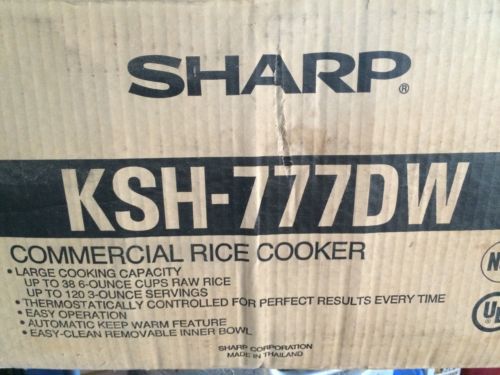 SHARP®
KSH-777DW
COMMERCIAL RICE COOKER
• LARGE COOKING CAPACITY
UP TO 38 6-OUNCE CUPS RAW RICE
UP TO 120 3-OUNCE SERVINGS
• THERMOSTATICALLY CONTROLLED FOR PERFECT RESULTS EVERY TIME
• EASY OPERATION
• AUTOMATIC KEEP WARM FEATURE
• EASY-CLEAN REMOVABLE INNER BOWL
SHARP CORPORATION
MADE IN THAILAND
N
UL